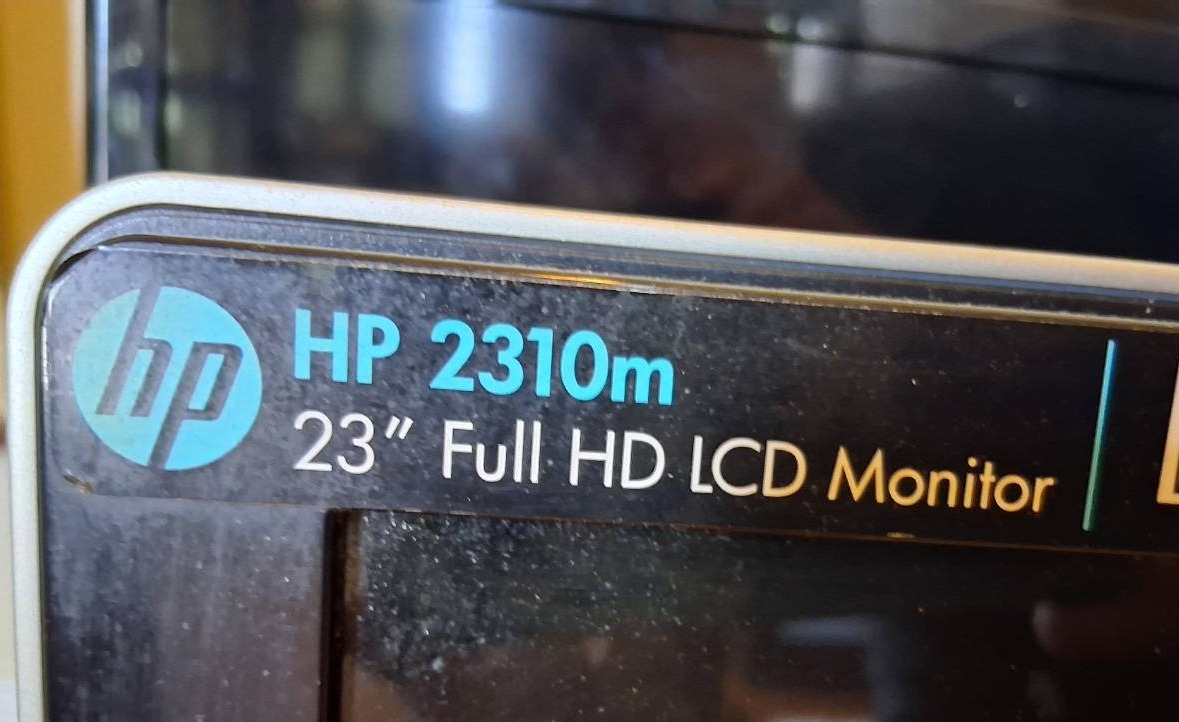 hp
HP 2310m
23” Full HD LCD Monitor